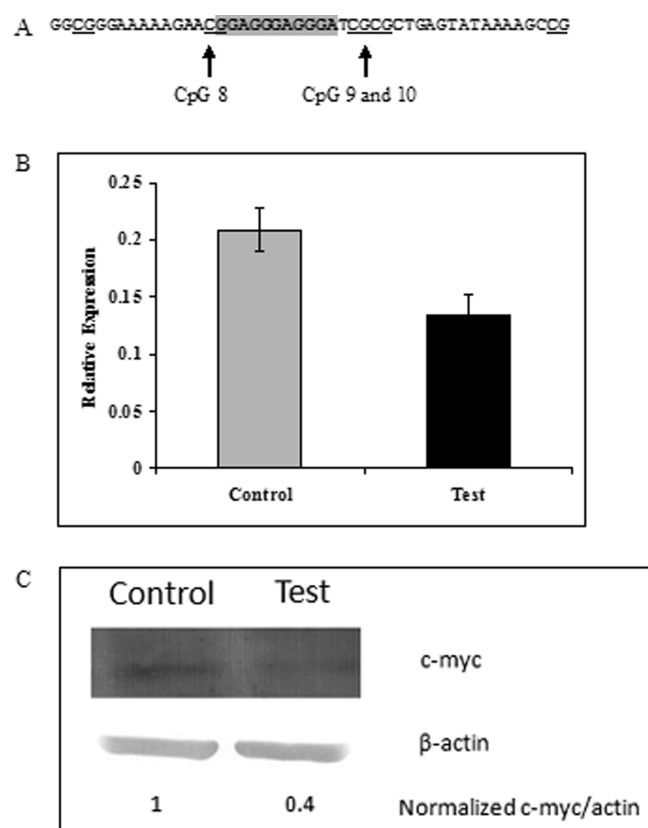 A GGCGGGAAAAAGAACGGAGGGAGGGATCGCGCTGAGTATAAAAGCCG
CpG 8 CpG 9 and 10
B
0.25
0.2
0.15
0.1
0.05
0
Relative Expression
Control Test
C
Control Test
c-myc
β-actin
1 0.4 Normalized c-myc/actin